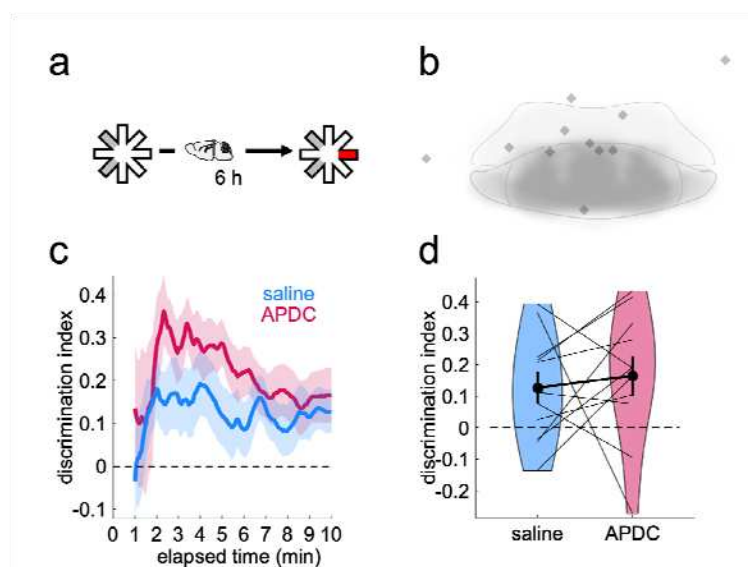 a
6 h
b
c
discrimination index
0.4
0.3
0.2
0.1
0
-0.1
saline
APDC
0 1 2 3 4 5 6 7 8 9 10
elapsed time (min)
d
discrimination index
0.4
0.3
0.2
0.1
0
-0.1
-0.2
saline APDC